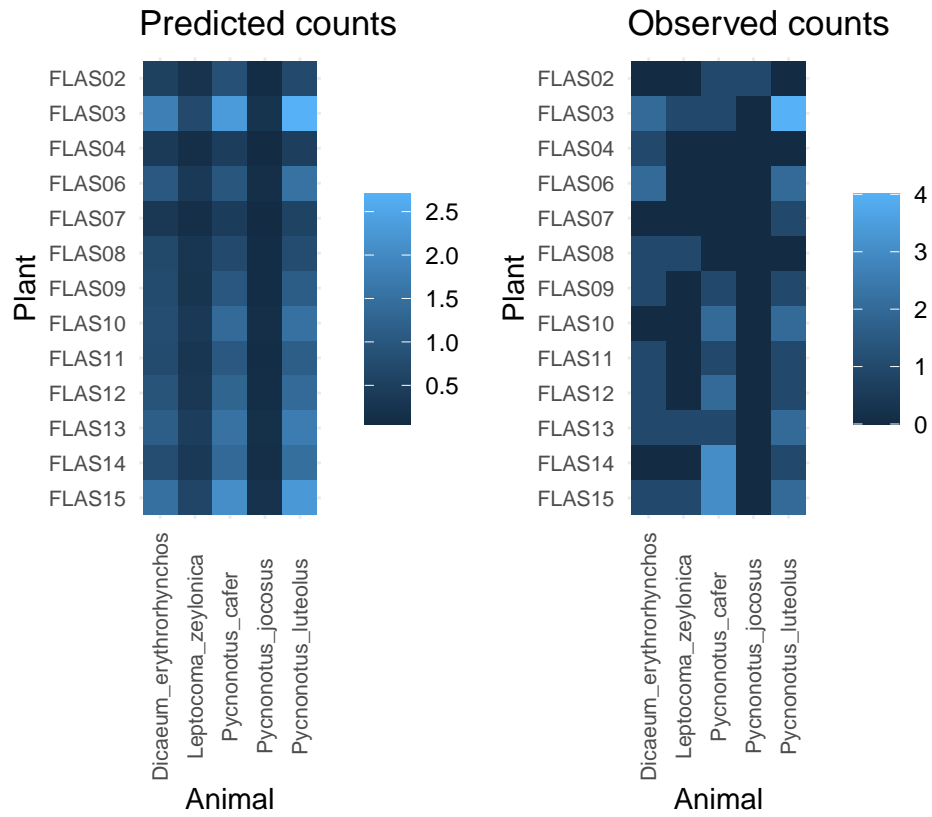 Predicted counts
FLAS02
FLAS03
FLAS04
FLAS06
FLAS07
FLAS08
FLAS09
FLAS10
FLAS11
FLAS12
FLAS13
FLAS14
FLAS15
Plant
Dicaeum_erythrorhynchos
Leptocoma_zeylonica
Pycnonotus_cafer
Pycnonotus_jocosus
Pycnonotus_luteolus
Animal
2.5
2.0
1.5
1.0
0.5
Observed counts
FLAS02
FLAS03
FLAS04
FLAS06
FLAS07
FLAS08
FLAS09
FLAS10
FLAS11
FLAS12
FLAS13
FLAS14
FLAS15
Plant
Dicaeum_erythrorhynchos
Leptocoma_zeylonica
Pycnonotus_cafer
Pycnonotus_jocosus
Pycnonotus_luteolus
Animal
4
3
2
1
0